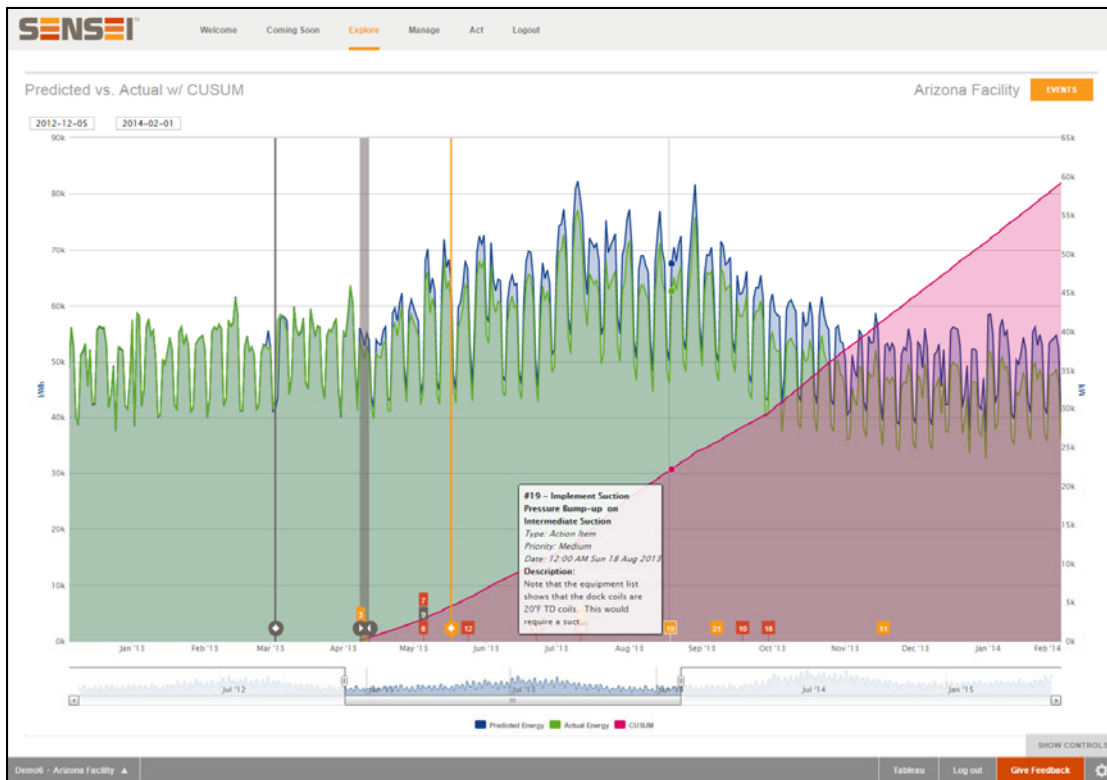 SENSEI™
Welcome Coming Soon Explore Manage Act Logout
Predicted vs. Actual w/ CUSUM
Arizona Facility EVENTS
2012-12-05 2014-02-01
90k 65k
60k
80k
55k
70k 50k
45k
60k
40k
50k 35k
kWh kW
40k 30k
25k
30k
20k
20k 15k
10k
10k
5k
0k 0k
#19 - Implement Suction
Pressure Bump-up on
Intermediate Suction
Type: Action Item
Priority: Medium
Date: 12:00 AM Sun 18 Aug 2013
Description:
Note that the equipment list
shows that the dock coils are
20°F TD coils. This would
require a suct...
7
9
8 12 19 21 10 18 11
Jan '13 Feb '13 Mar '13 Apr '13 May '13 Jun '13 Jul '13 Aug '13 Sep '13 Oct '13 Nov '13 Dec '13 Jan '14 Feb '14
Jul '12 Jul '13 Jul '14 Jan '15
Predicted Energy Actual Energy CUSUM
SHOW CONTROLS
Demo6 - Arizona Facility ▲ Tableau Log out Give Feedback